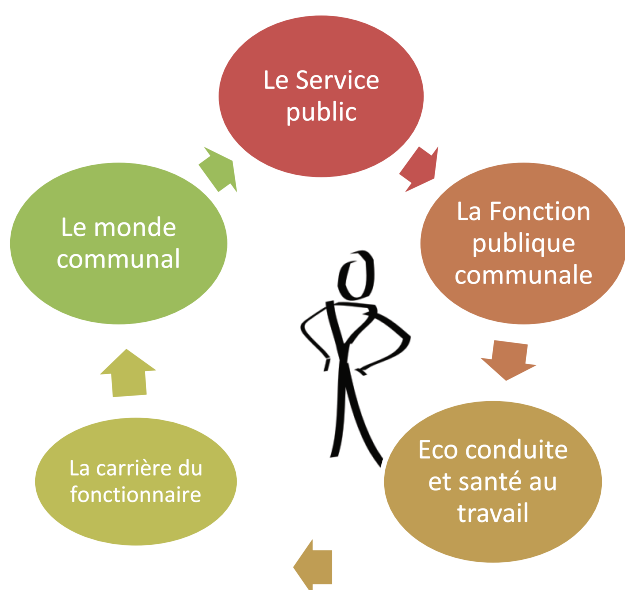 Le Service
public
La Fonction
publique
communale
Eco conduite
et santé au
travail
La carrière du
fonctionnaire
Le monde
communal